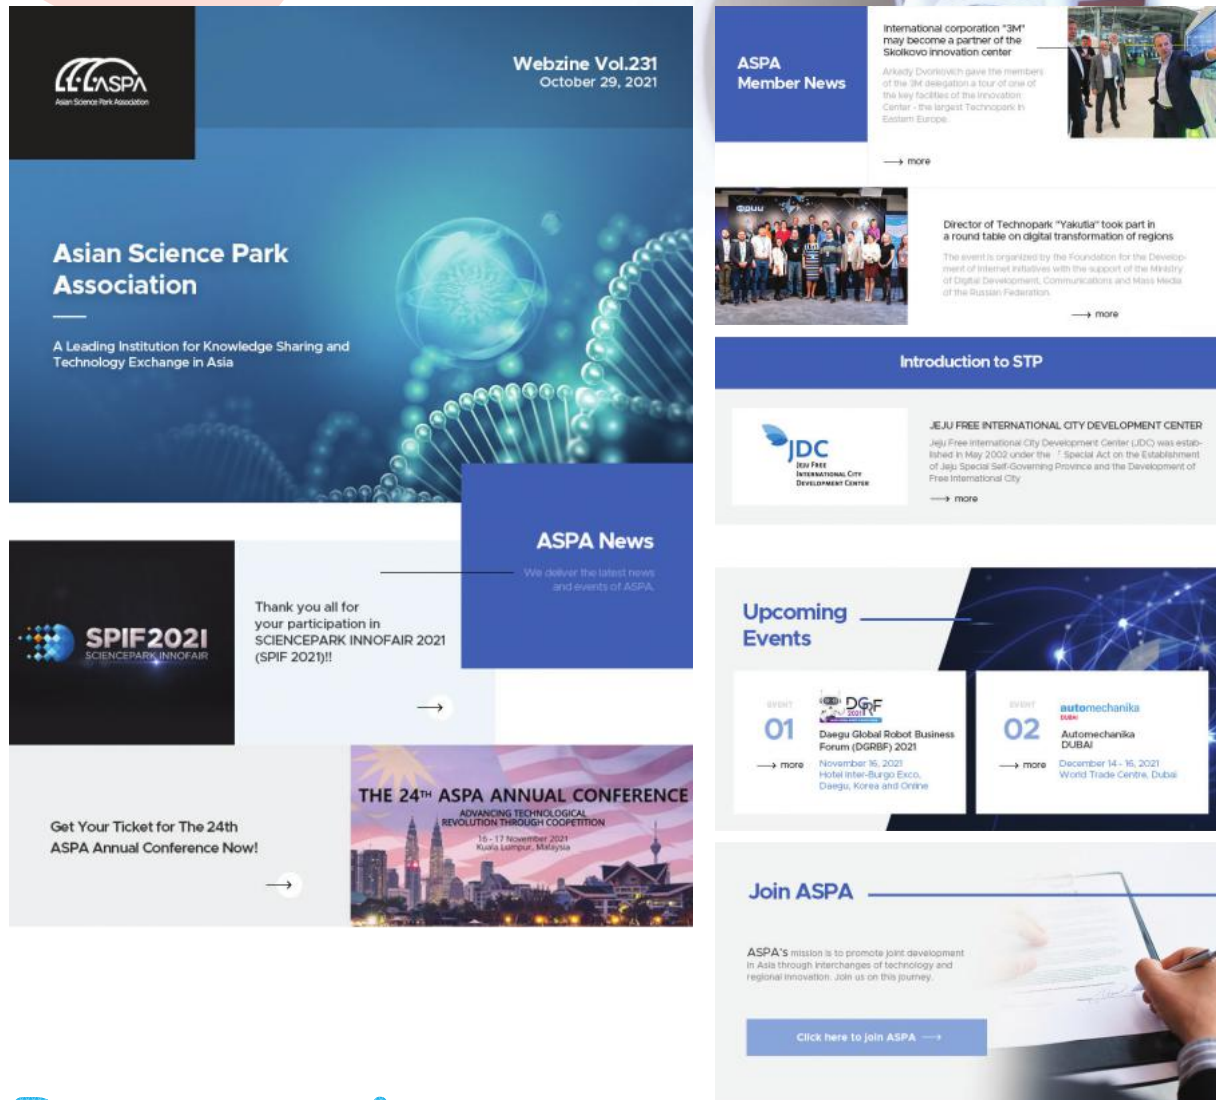 ASPA
Asian Science Park Association
Webzine Vol.231
October 29, 2021
Asian Science Park
Association
A Leading Institution for Knowledge Sharing and
Technology Exchange in Asia
ASPA News
We deliver the latest news
and events of ASPA.
SPIF2021
SCIENCEPARK INNOFAIR
Thank you all for
your participation in
SCIENCEPARK INNOFAIR 2021
(SPIF 2021)!!
Get Your Ticket for The 24th
ASPA Annual Conference Now!
THE 24TH ASPA ANNUAL CONFERENCE
ADVANCING TECHNOLOGICAL
REVOLUTION THROUGH COOPETITION
16 - 17 November 2021
Kuala Lumpur, Malaysia
ASPA
Member News
International corporation "3M"
may become a partner of the
Skolkovo innovation center
Arkady Dvorkovich gave the members
of the 3M delegation a tour of one of
the key facilities of the Innovation
Center - the largest Technopark in
Eastern Europe.
more
Director of Technopark "Yakutia" took part in
a round table on digital transformation of regions
The event is organized by the Foundation for the Develop-
ment of Internet Initiatives with the support of the Ministry
of Digital Development, Communications and Mass Media
of the Russian Federation.
more
Introduction to STP
JDC
JEJU FREE
INTERNATIONAL CITY
DEVELOPMENT CENTER
JEJU FREE INTERNATIONAL CITY DEVELOPMENT CENTER
Jeju Free International City Development Center (JDC) was estab-
lished in May 2002 under the 「 Special Act on the Establishment
of Jeju Special Self-Governing Province and the Development of
Free International City
more
Upcoming
Events
EVENT
01
more
DGRF
2021
Daegu Global Robot Business
Forum (DGRBF) 2021
November 16, 2021
Hotel Inter-Burgo Exco,
Daegu, Korea and Online
EVENT
02
more
automechanika
DUBAI
Automechanika
DUBAI
December 14 - 16, 2021
World Trade Centre, Dubai
Join ASPA
ASPA's mission is to promote joint development
in Asia through interchanges of technology and
regional innovation. Join us on this journey.
Click here to join ASPA